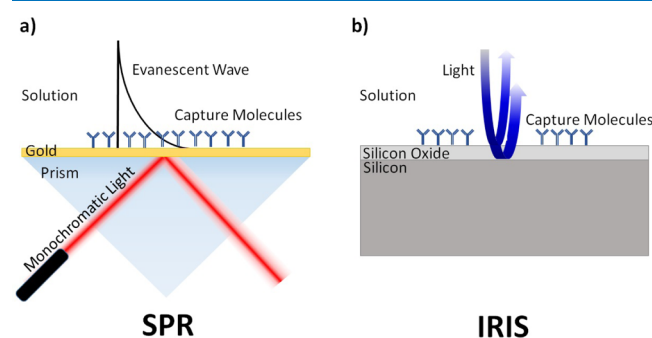 a)
Evanescent Wave
Solution
Capture Molecules
Gold
Prism
Monochromatic Light
SPR
b)
Light
Solution
Capture Molecules
Silicon Oxide
Silicon
IRIS